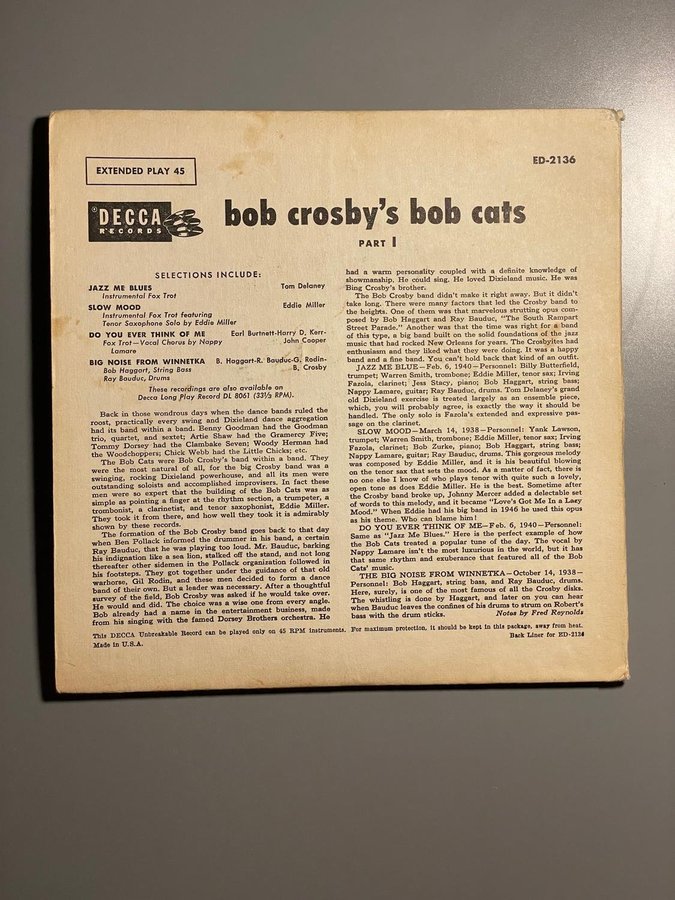 EXTENDED PLAY 45
ED-2136
®DECCA
RECORDS
bob crosby's bob cats
PART I
SELECTIONS INCLUDE:
JAZZ ME BLUES Tom Delaney
Instrumental Fox Trot
SLOW MOOD Eddie Miller
Instrumental Fox Trot featuring
Tenor Saxophone Solo by Eddie Miller
DO YOU EVER THINK OF ME Earl Burtnett-Harry D. Kerr-
Fox Trot—Vocal Chorus by Nappy John Cooper
Lamare
BIG NOISE FROM WINNETKA B. Haggart-R. Bauduc-G. Rodin-
Bob Haggart, String Bass B. Crosby
Ray Bauduc, Drums
These recordings are also available on
Decca Long Play Record DL 8061 (33⅓ RPM).
Back in those wondrous days when the dance bands ruled the
roost, practically every swing and Dixieland dance aggregation
had its band within a band. Benny Goodman had the Goodman
trio, quartet, and sextet; Artie Shaw had the Gramercy Five;
Tommy Dorsey had the Clambake Seven; Woody Herman had
the Woodchoppers; Chick Webb had the Little Chicks; etc.
The Bob Cats were Bob Crosby's band within a band. They
were the most natural of all, for the big Crosby band was a
swinging, rocking Dixieland powerhouse, and all its men were
outstanding soloists and accomplished improvisers. In fact these
men were so expert that the building of the Bob Cats was as
simple as pointing a finger at the rhythm section, a trumpeter, a
trombonist, a clarinetist, and tenor saxophonist, Eddie Miller.
They took it from there, and how well they took it is admirably
shown by these records.
The formation of the Bob Crosby band goes back to that day
when Ben Pollack informed the drummer in his band, a certain
Ray Bauduc, that he was playing too loud. Mr. Bauduc, barking
his indignation like a sea lion, stalked off the stand, and not long
thereafter other sidemen in the Pollack organization followed in
his footsteps. They got together under the guidance of that old
warhorse, Gil Rodin, and these men decided to form a dance
band of their own. But a leader was necessary. After a thoughtful
survey of the field, Bob Crosby was asked if he would take over.
He would and did. The choice was a wise one from every angle.
Bob already had a name in the entertainment business, made
from his singing with the famed Dorsey Brothers orchestra. He
had a warm personality coupled with a definite knowledge of
showmanship. He could sing. He loved Dixieland music. He was
Bing Crosby's brother.
The Bob Crosby band didn't make it right away. But it didn't
take long. There were many factors that led the Crosby band to
the heights. One of them was that marvelous strutting opus com-
posed by Bob Haggart and Ray Bauduc, "The South Rampart
Street Parade." Another was that the time was right for a band
of this type, a big band built on the solid foundations of the jazz
music that had rocked New Orleans for years. The Crosbyites had
enthusiasm and they liked what they were doing. It was a happy
band and a fine band. You can't hold back that kind of an outfit.
JAZZ ME BLUE—Feb. 6, 1940—Personnel: Billy Butterfield,
trumpet; Warren Smith, trombone; Eddie Miller, tenor sax; Irving
Fazola, clarinet; Jess Stacy, piano; Bob Haggart, string bass;
Nappy Lamare, guitar; Ray Bauduc, drums. Tom Delaney's grand
old Dixieland exercise is treated largely as an ensemble piece,
which, you will probably agree, is exactly the way it should be
handled. The only solo is Fazola's extended and expressive pas-
sage on the clarinet.
SLOW MOOD—March 14, 1938—Personnel: Yank Lawson,
trumpet; Warren Smith, trombone; Eddie Miller, tenor sax; Irving
Fazola, clarinet; Bob Zurke, piano; Bob Haggart, string bass;
Nappy Lamare, guitar; Ray Bauduc, drums. This gorgeous melody
was composed by Eddie Miller, and it is his beautiful blowing
on the tenor sax that sets the mood. As a matter of fact, there is
no one else I know of who plays tenor with quite such a lovely,
open tone as does Eddie Miller. He is the best. Sometime after
the Crosby band broke up, Johnny Mercer added a delectable set
of words to this melody, and it became "Love's Got Me In a Lazy
Mood." When Eddie had his big band in 1946 he used this opus
as his theme. Who can blame him!
DO YOU EVER THINK OF ME—Feb. 6, 1940—Personnel:
Same as "Jazz Me Blues." Here is the perfect example of how
the Bob Cats treated a popular tune of the day. The vocal by
Nappy Lamare isn't the most luxurious in the world, but it has
that same rhythm and exuberance that featured all of the Bob
Cats' music.
THE BIG NOISE FROM WINNETKA—October 14, 1938—
Personnel: Bob Haggart, string bass, and Ray Bauduc, drums.
Here, surely, is one of the most famous of all the Crosby disks.
The whistling is done by Haggart, and later on you can hear
when Bauduc leaves the confines of his drums to strum on Robert's
bass with the drum sticks. Notes by Fred Reynolds
This DECCA Unbreakable Record can be played only on 45 RPM instruments. For maximum protection, it should be kept in this package, away from heat.
Made in U.S.A. Back Liner for ED-2136